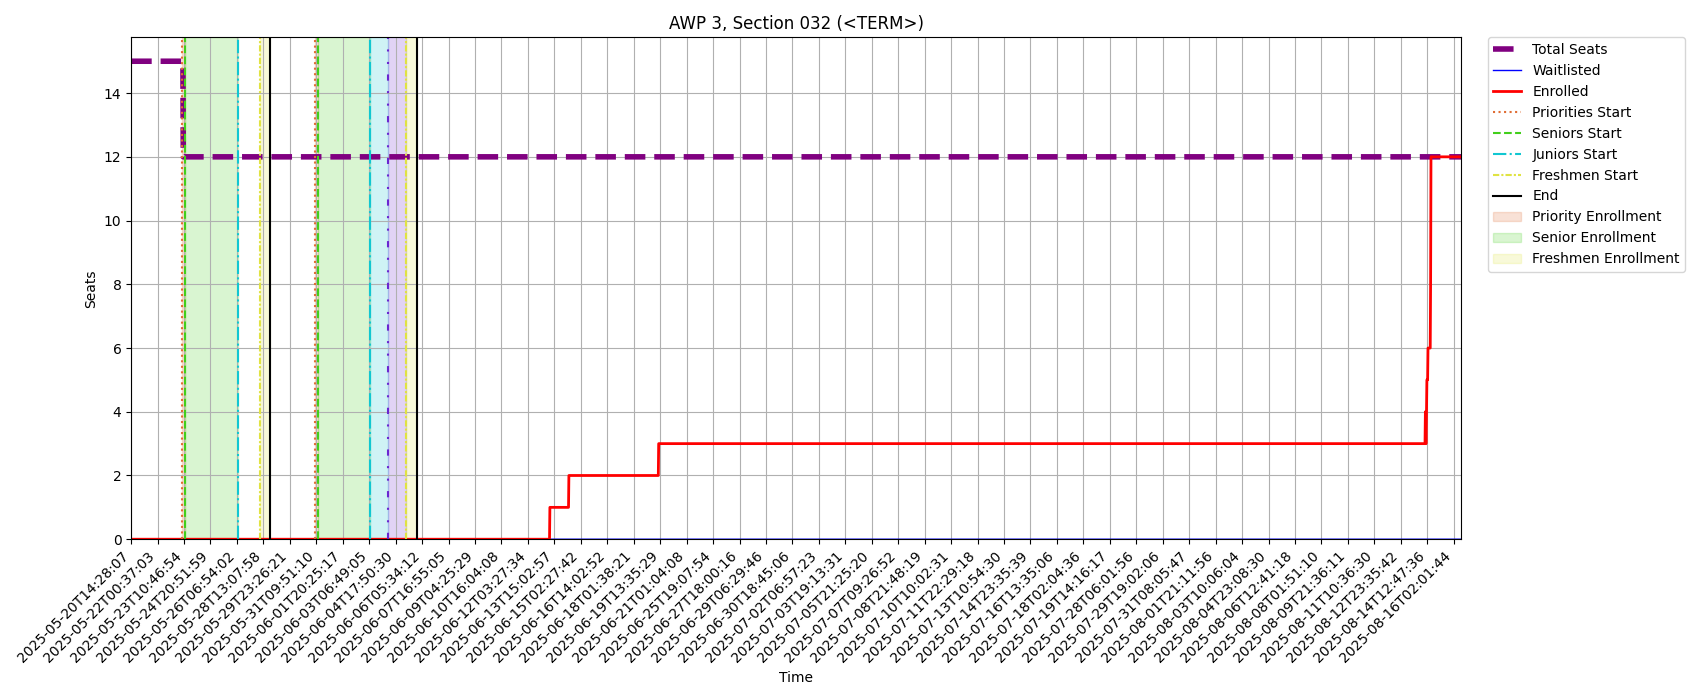 AWP 3, Section 032 (<TERM>)
Total Seats
Waitlisted
Enrolled
Priorities Start
Seniors Start
Juniors Start
Freshmen Start
End
Priority Enrollment
Senior Enrollment
Freshmen Enrollment
Seats
14
12
10
8
6
4
2
0
2025-05-20T14:28:07
2025-05-22T00:37:03
2025-05-23T10:46:54
2025-05-24T20:51:59
2025-05-26T06:54:02
2025-05-28T13:07:58
2025-05-29T23:26:21
2025-05-31T09:51:10
2025-06-01T20:25:17
2025-06-03T06:49:05
2025-06-04T17:50:30
2025-06-06T05:34:12
2025-06-07T16:55:05
2025-06-09T04:25:29
2025-06-10T16:04:08
2025-06-12T03:27:34
2025-06-13T15:02:57
2025-06-15T02:27:42
2025-06-16T14:02:52
2025-06-18T01:38:21
2025-06-19T13:35:29
2025-06-21T01:04:08
2025-06-25T19:07:54
2025-06-27T18:00:16
2025-06-29T06:29:46
2025-06-30T18:45:06
2025-07-02T06:57:23
2025-07-03T19:13:31
2025-07-05T21:25:20
2025-07-07T09:26:52
2025-07-08T21:48:19
2025-07-10T10:02:31
2025-07-11T22:29:18
2025-07-13T10:54:30
2025-07-14T23:35:39
2025-07-16T13:35:06
2025-07-18T02:04:36
2025-07-19T14:16:17
2025-07-28T06:01:56
2025-07-29T19:02:06
2025-07-31T08:05:47
2025-08-01T21:11:56
2025-08-03T10:06:04
2025-08-04T23:08:30
2025-08-06T12:41:18
2025-08-08T01:51:10
2025-08-09T21:36:11
2025-08-11T10:36:30
2025-08-12T23:35:42
2025-08-14T12:47:36
2025-08-16T02:01:44
Time